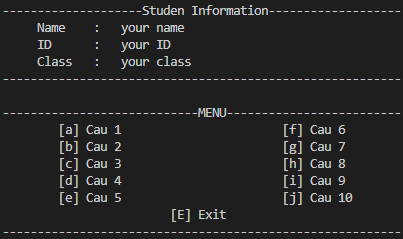 --------------------Studen Information-------------------
Name : your name
ID : your ID
Class : your class
---------------------------------------------------------
----------------------------MENU-------------------------
[a] Cau 1 [f] Cau 6
[b] Cau 2 [g] Cau 7
[c] Cau 3 [h] Cau 8
[d] Cau 4 [i] Cau 9
[e] Cau 5 [j] Cau 10
[E] Exit
---------------------------------------------------------